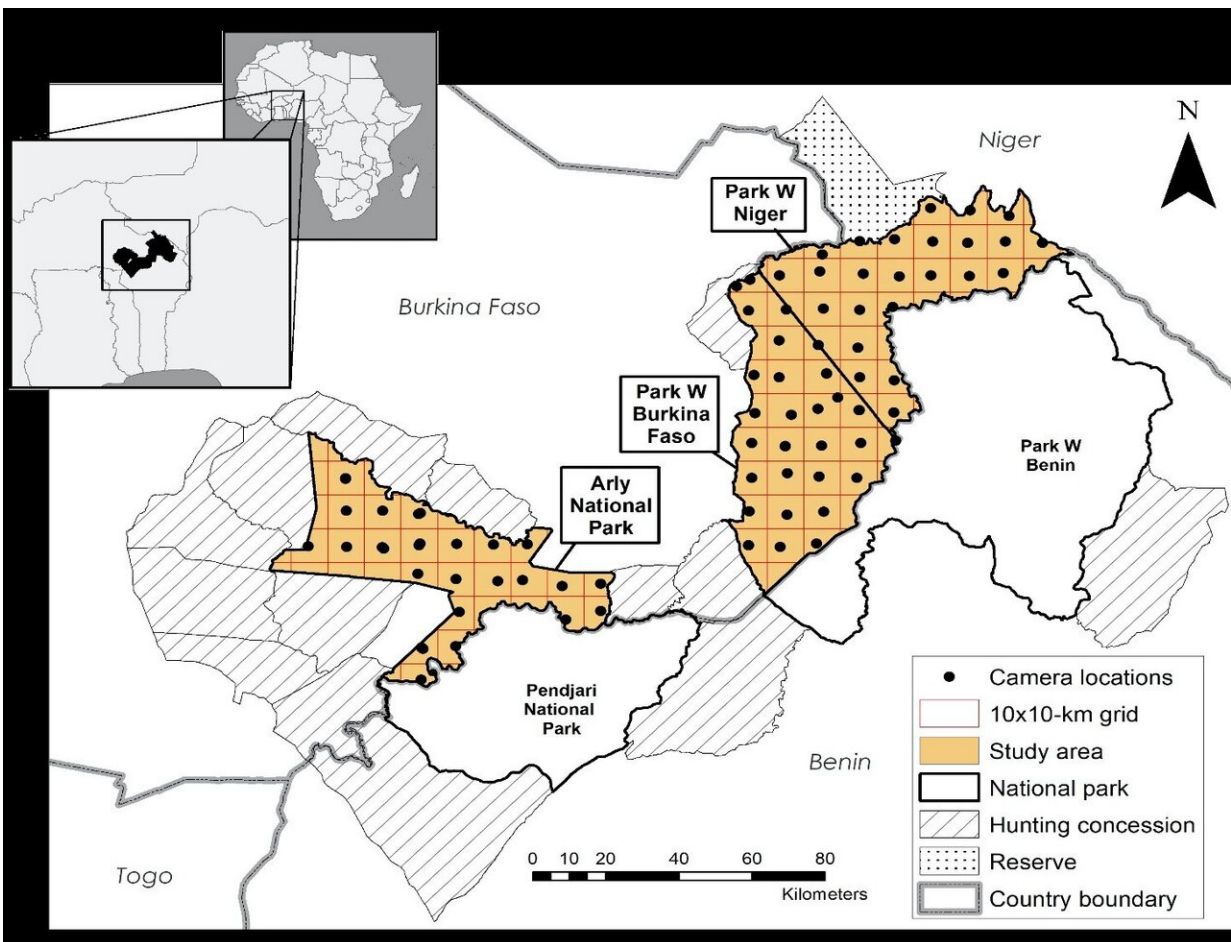 N
Niger
Park W
Niger
Burkina Faso
Park W
Burkina
Faso
Park W
Benin
Arly
National
Park
Pendjari
National
Park
Benin
Togo
0 10 20 40 60 80
Kilometers
Camera locations
10x10-km grid
Study area
National park
Hunting concession
Reserve
Country boundary